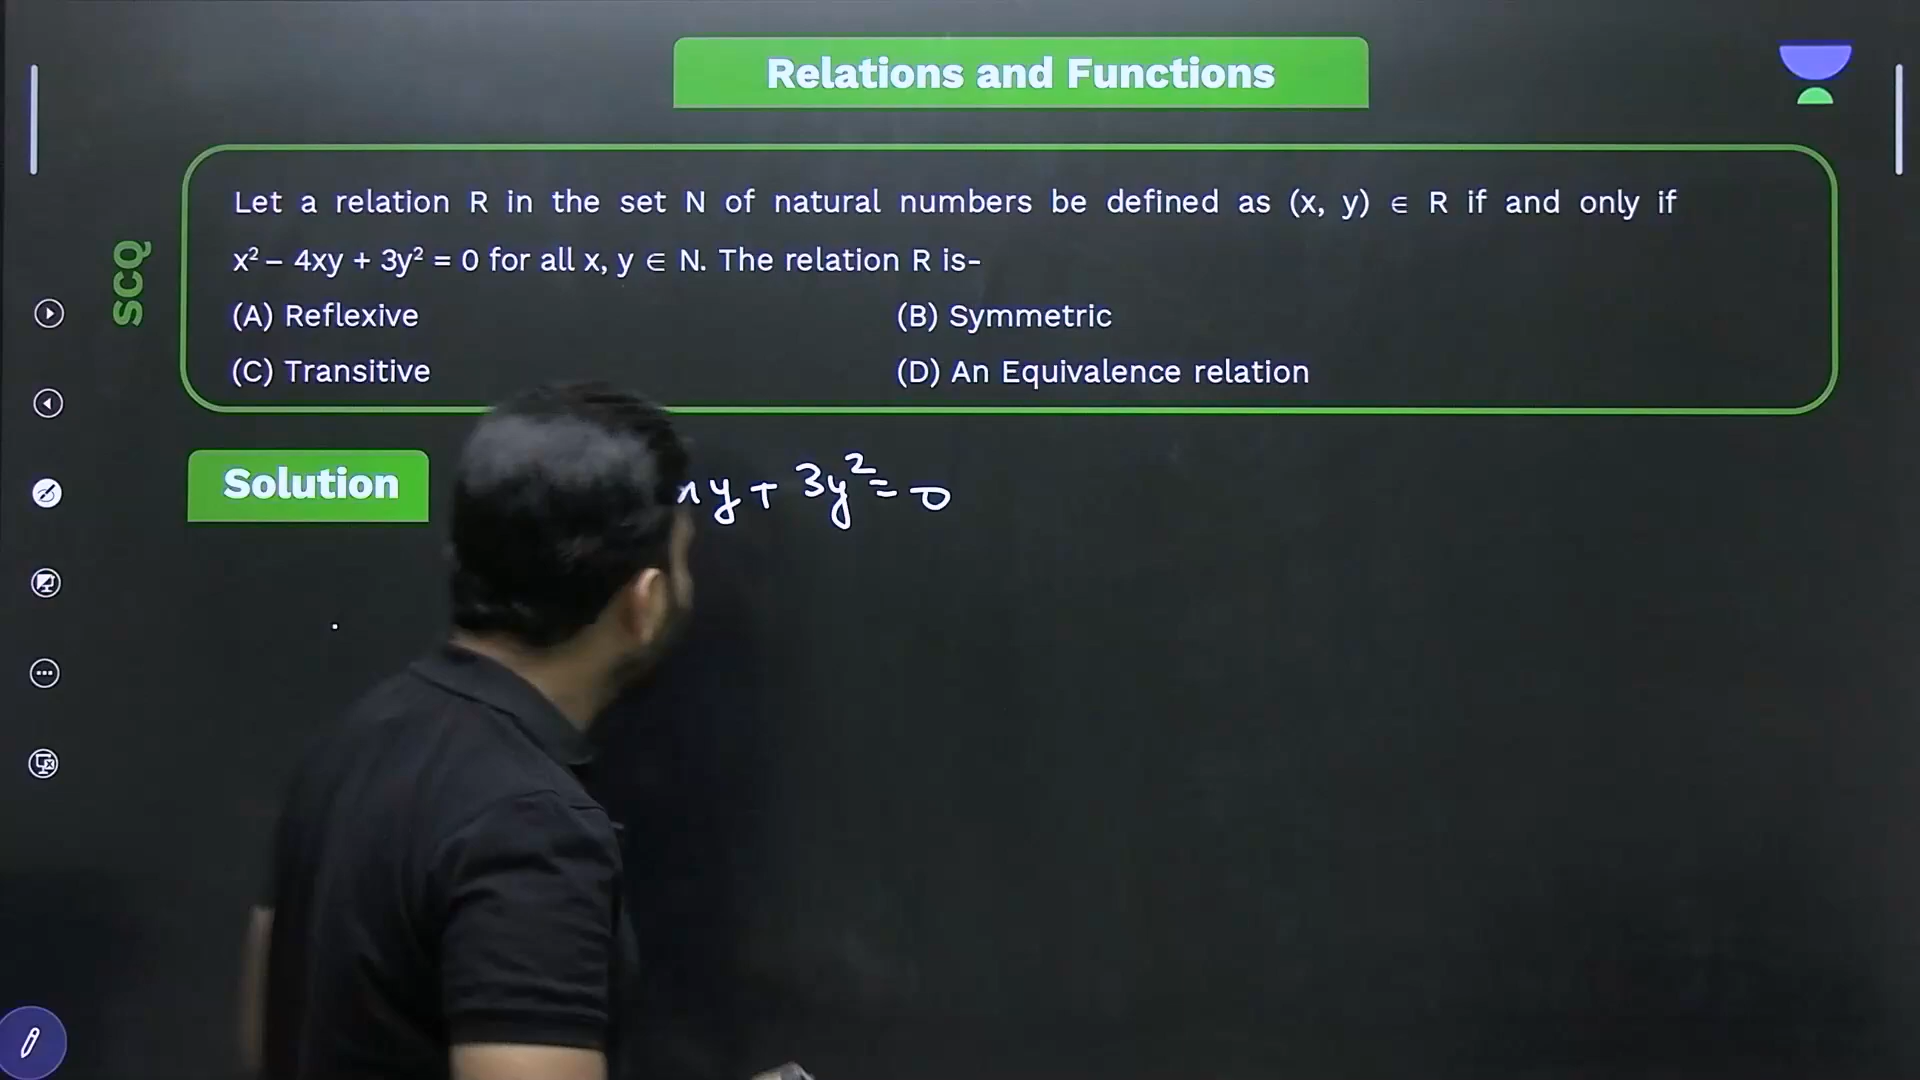 Relations and Functions
SCQ
Let a relation R in the set N of natural numbers be defined as (x, y) ∈ R if and only if
x² – 4xy + 3y² = 0 for all x, y ∈ N. The relation R is-
(A) Reflexive
(B) Symmetric
(C) Transitive
(D) An Equivalence relation
Solution
xy + 3y² = 0